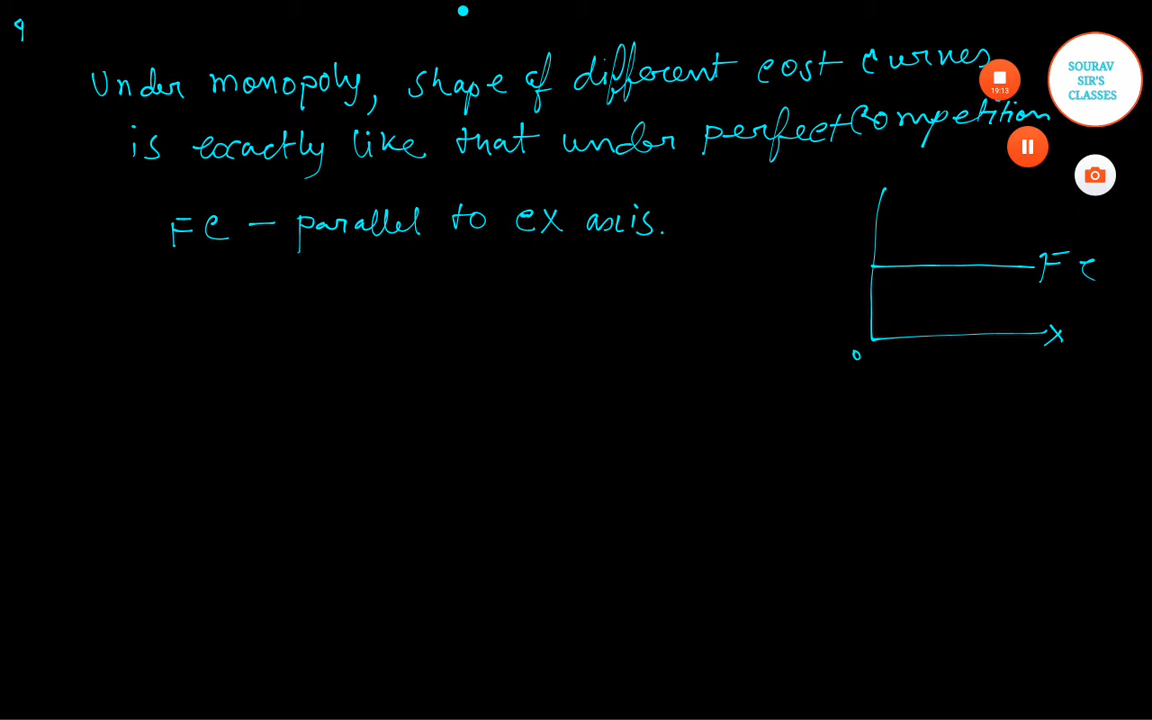 9
Under monopoly, shape of different cost curves
is exactly like that under perfect Competition
FC – parallel to ex axis.
FC
X
0
SOURAV
SIR'S
CLASSES
19:13